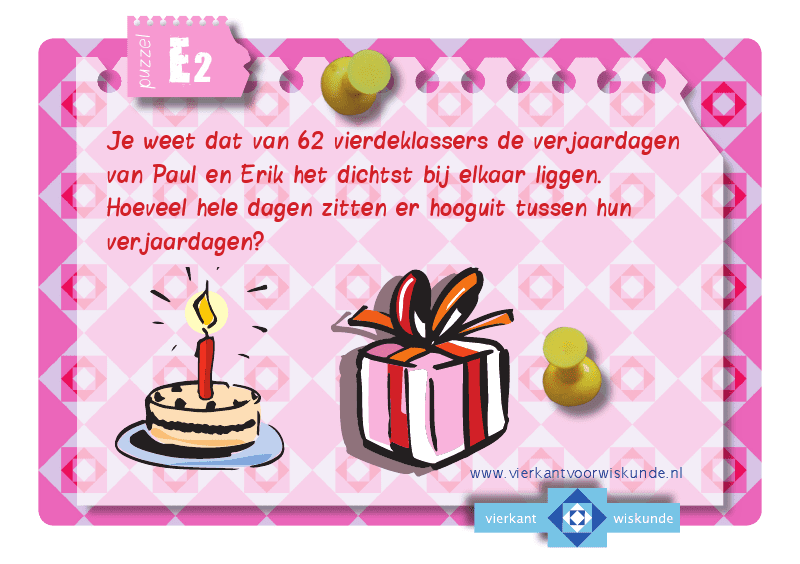 puzzel
E2
Je weet dat van 62 vierdeklassers de verjaardagen
van Paul en Erik het dichtst bij elkaar liggen.
Hoeveel hele dagen zitten er hooguit tussen hun
verjaardagen?
www.vierkantvoorwiskunde.nl
vierkant wiskunde